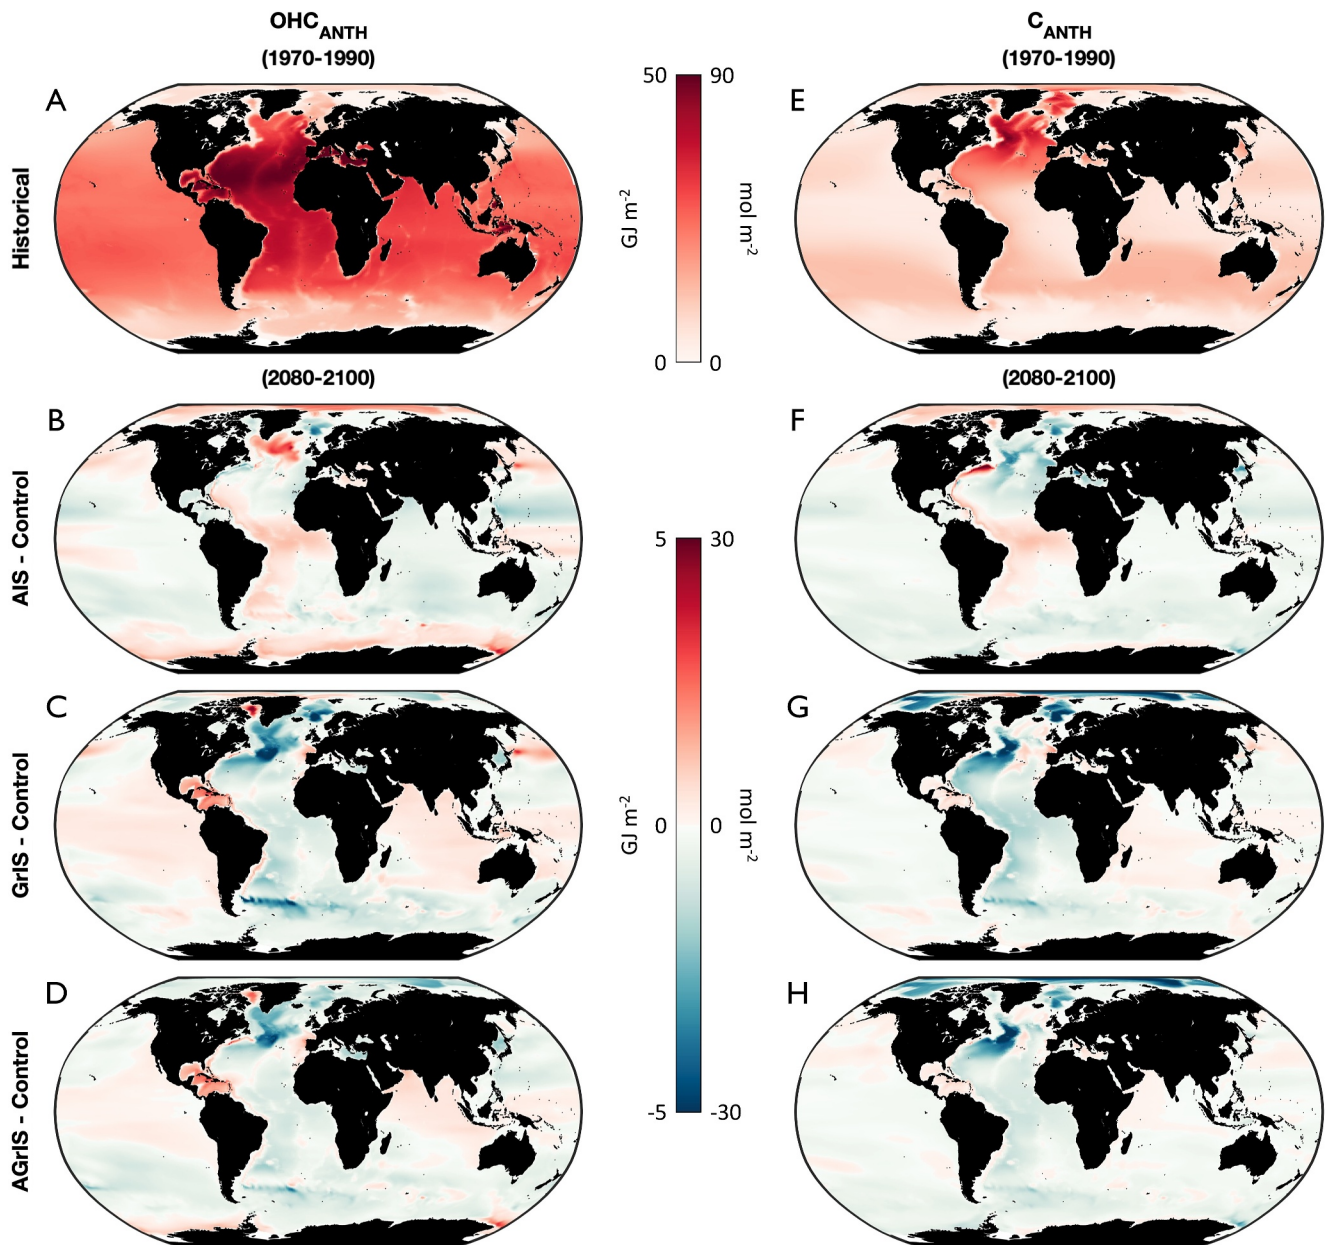 OHC_ANTH
(1970-1990)
C_ANTH
(1970-1990)
A
50
90
E
Historical
GJ m⁻²
mol m⁻²
0
0
(2080-2100)
(2080-2100)
B
F
AIS - Control
5
30
C
G
GrIS - Control
GJ m⁻²
0
0
mol m⁻²
D
H
AGrIS - Control
-5
-30